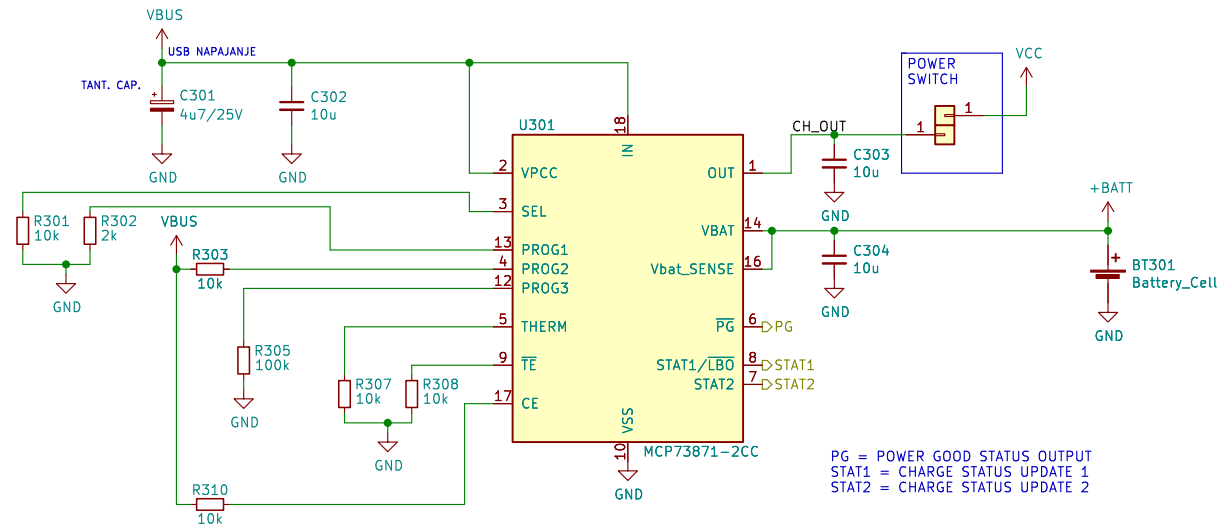 VBUS
USB NAPAJANJE
TANT. CAP.
+
C301
4u7/25V
C302
10u
GND
GND
U301
18
IN
2
VPCC
3
SEL
13
PROG1
4
PROG2
12
PROG3
5
THERM
9
TE
17
CE
OUT
1
VBAT
14
Vbat_SENSE
16
PG
6
PG
STAT1/LBO
8
STAT1
STAT2
7
STAT2
VSS
10
MCP73871-2CC
GND
R301
10k
R302
2k
GND
VBUS
R303
10k
R305
100k
GND
R307
10k
R308
10k
GND
R310
10k
CH_OUT
C303
10u
GND
POWER
SWITCH
1
1
VCC
C304
10u
GND
+BATT
+
BT301
Battery_Cell
GND
PG = POWER GOOD STATUS OUTPUT
STAT1 = CHARGE STATUS UPDATE 1
STAT2 = CHARGE STATUS UPDATE 2